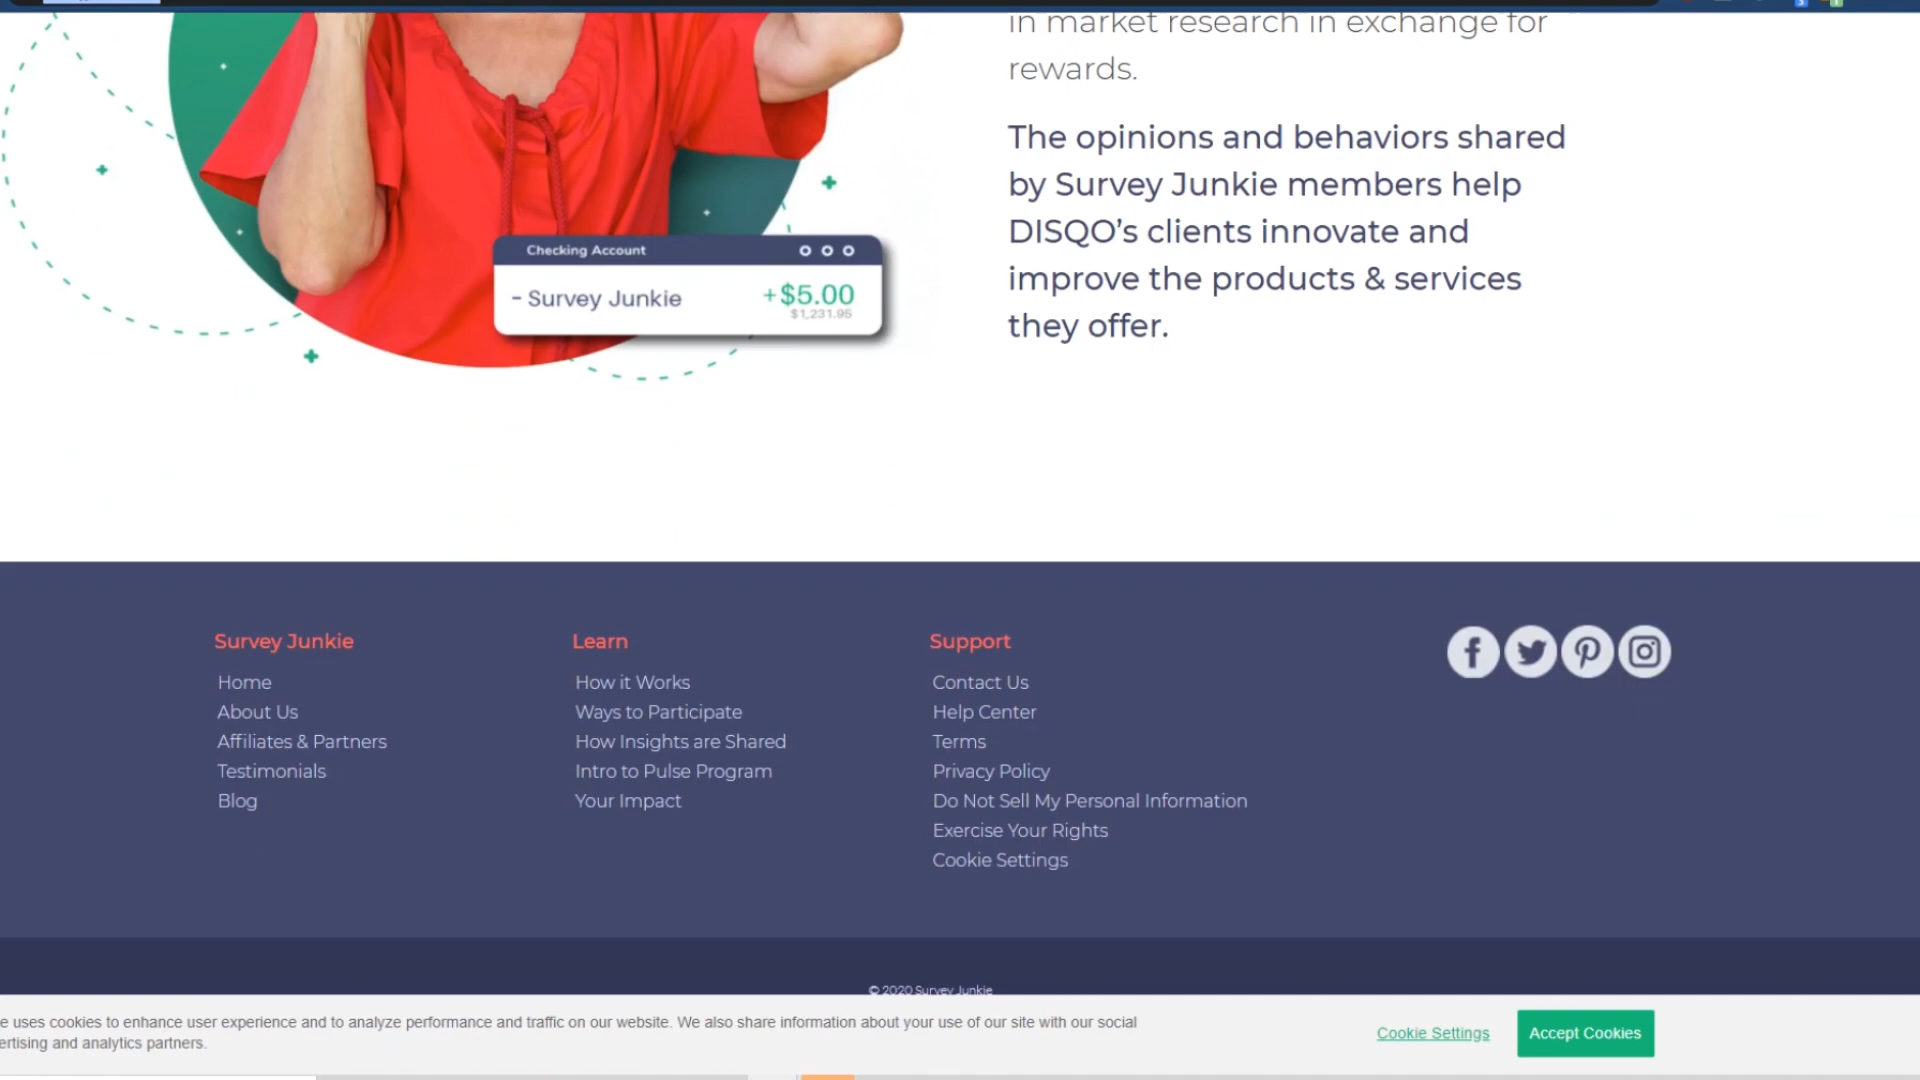 in market research in exchange for
rewards.
The opinions and behaviors shared
by Survey Junkie members help
DISQO’s clients innovate and
improve the products & services
they offer.
Checking Account
- Survey Junkie
+$5.00
$1,231.95
Survey Junkie
Home
About Us
Affiliates & Partners
Testimonials
Blog
Learn
How it Works
Ways to Participate
How Insights are Shared
Intro to Pulse Program
Your Impact
Support
Contact Us
Help Center
Terms
Privacy Policy
Do Not Sell My Personal Information
Exercise Your Rights
Cookie Settings
© 2020 Survey Junkie
e uses cookies to enhance user experience and to analyze performance and traffic on our website. We also share information about your use of our site with our social
ertising and analytics partners.
Cookie Settings
Accept Cookies